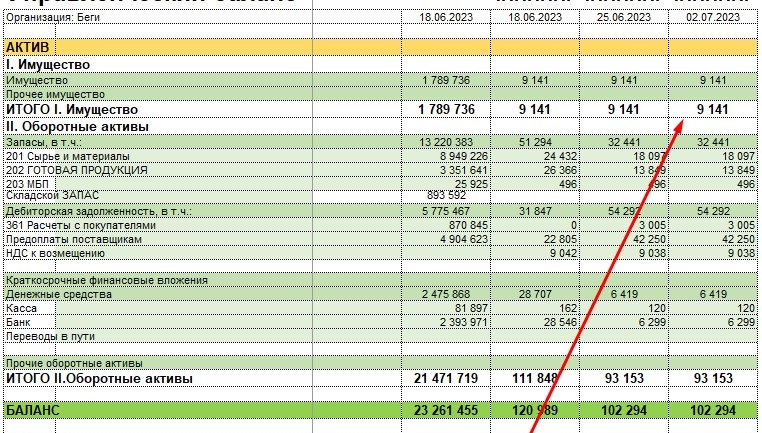 Организация: Беги 18.06.2023 18.06.2023 25.06.2023 02.07.2023
АКТИВ
I. Имущество
Имущество 1 789 736 9 141 9 141 9 141
Прочее имущество
ИТОГО I. Имущество 1 789 736 9 141 9 141 9 141
II. Оборотные активы
Запасы, в т.ч.: 13 220 383 51 294 32 441 32 441
201 Сырье и материалы 8 949 226 24 432 18 097 18 097
202 ГОТОВАЯ ПРОДУКЦИЯ 3 351 641 26 366 13 849 13 849
203 МБП 25 925 496 496 496
Складской ЗАПАС 893 592
Дебиторская задолженность, в т.ч.: 5 775 467 31 847 54 292 54 292
361 Расчеты с покупателями 870 845 0 3 005 3 005
Предоплаты поставщикам 4 904 623 22 805 42 250 42 250
НДС к возмещению 9 042 9 038 9 038
Краткосрочные финансовые вложения
Денежные средства 2 475 868 28 707 6 419 6 419
Касса 81 897 162 120 120
Банк 2 393 971 28 546 6 299 6 299
Переводы в пути
Прочие оборотные активы
ИТОГО II.Оборотные активы 21 471 719 111 848 93 153 93 153
БАЛАНС 23 261 455 120 989 102 294 102 294